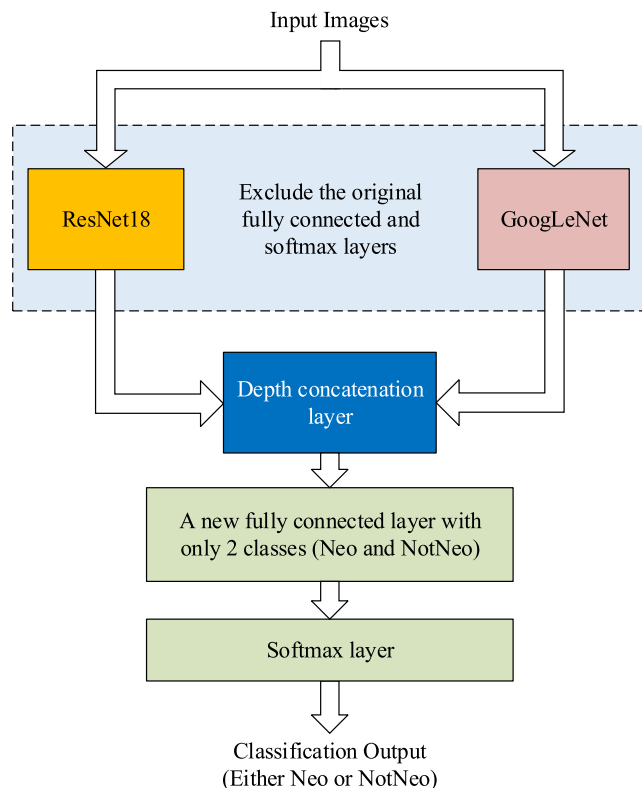 Input Images
ResNet18
Exclude the original
fully connected and
softmax layers
GoogLeNet
Depth concatenation
layer
A new fully connected layer with
only 2 classes (Neo and NotNeo)
Softmax layer
Classification Output
(Either Neo or NotNeo)